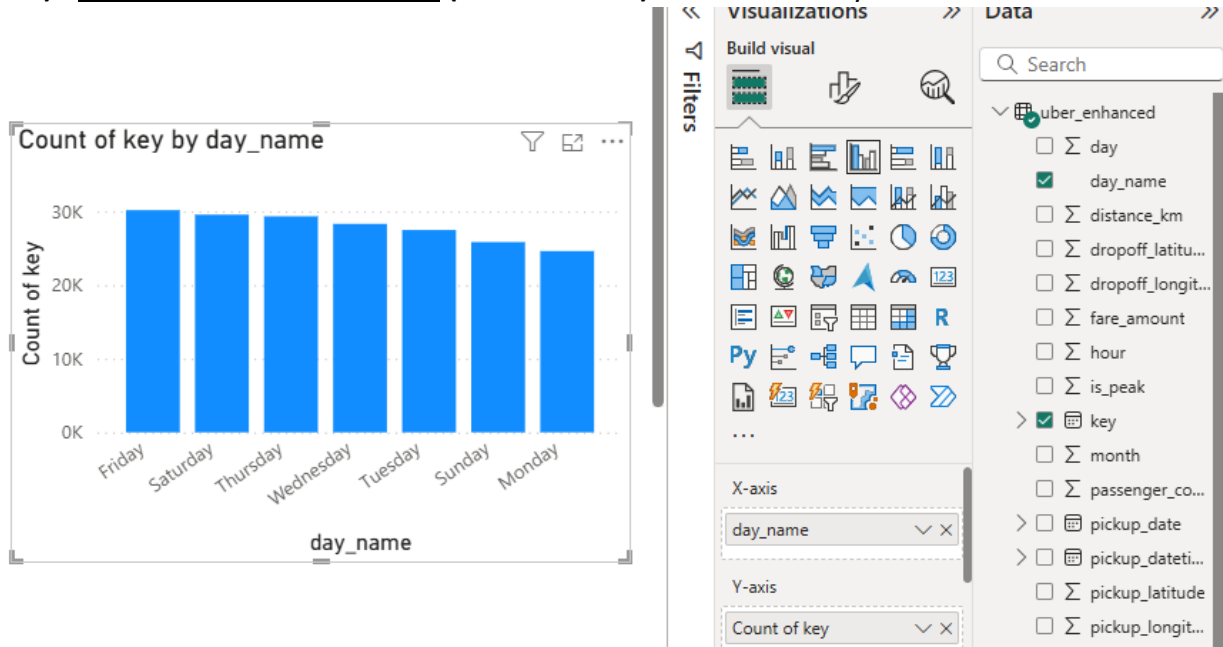 Visualizations
Data
Build visual
Search
Filters
uber_enhanced
day
day_name
distance_km
dropoff_latitu...
dropoff_longit...
fare_amount
hour
is_peak
key
month
passenger_co...
pickup_date
pickup_dateti...
pickup_latitude
pickup_longit...
Count of key by day_name
30K
20K
10K
0K
Count of key
Friday
Saturday
Thursday
Wednesday
Tuesday
Sunday
Monday
day_name
123
R
Py
123
...
X-axis
day_name
Y-axis
Count of key